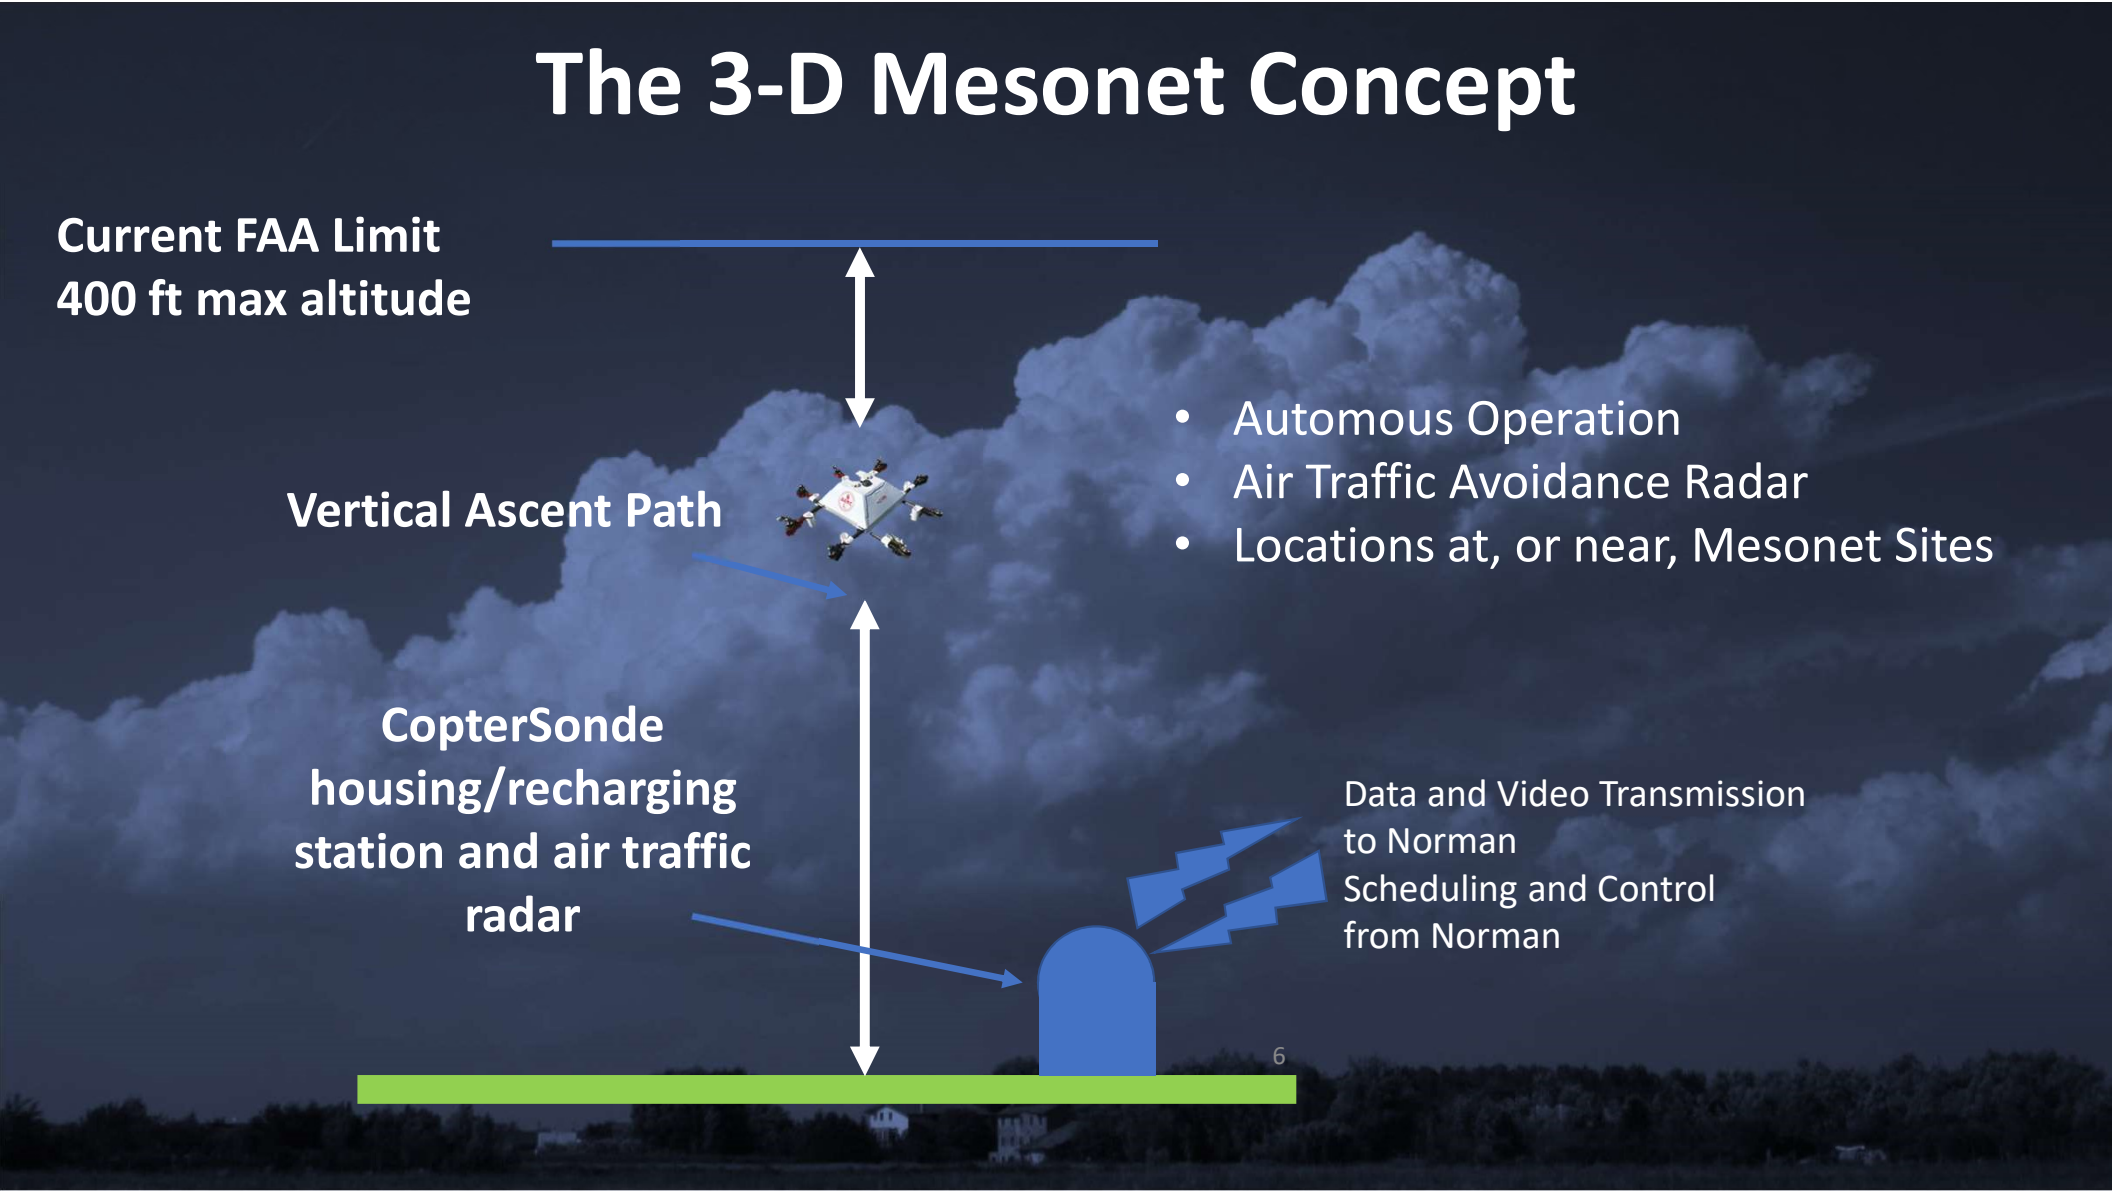 The 3-D Mesonet Concept
Current FAA Limit
400 ft max altitude
• Automous Operation
• Air Traffic Avoidance Radar
• Locations at, or near, Mesonet Sites
Vertical Ascent Path
CopterSonde
housing/recharging
station and air traffic
radar
Data and Video Transmission
to Norman
Scheduling and Control
from Norman
6